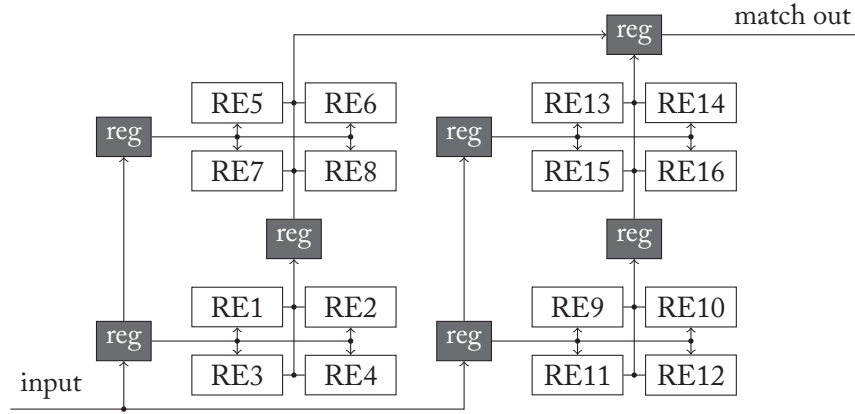 reg match out
RE5 RE6 RE13 RE14
reg reg
RE7 RE8 RE15 RE16
reg reg
RE1 RE2 RE9 RE10
reg reg
RE3 RE4 RE11 RE12
input